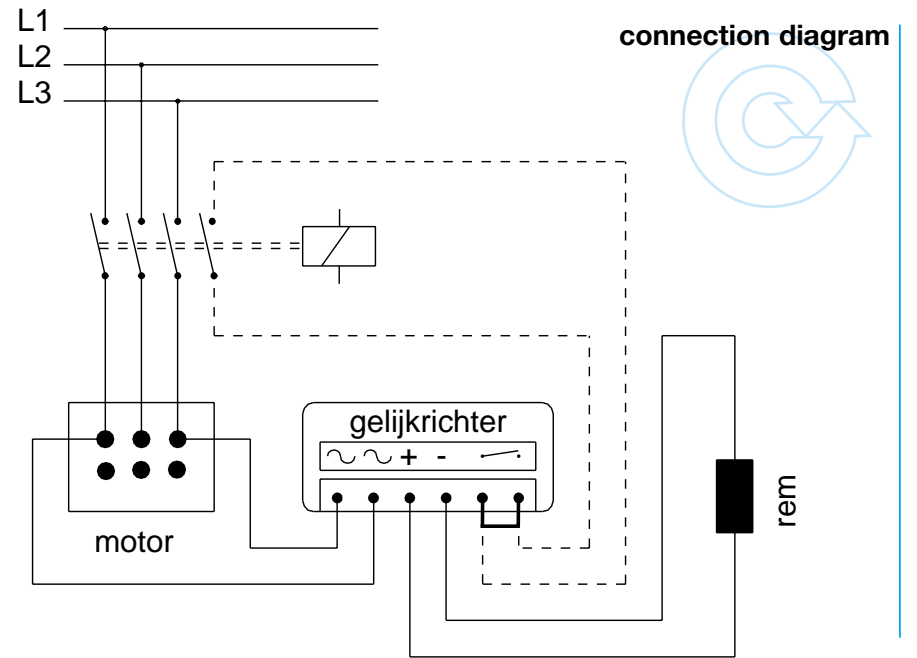 connection diagram
L1
L2
L3
gelijkrichter
+ -
motor
rem